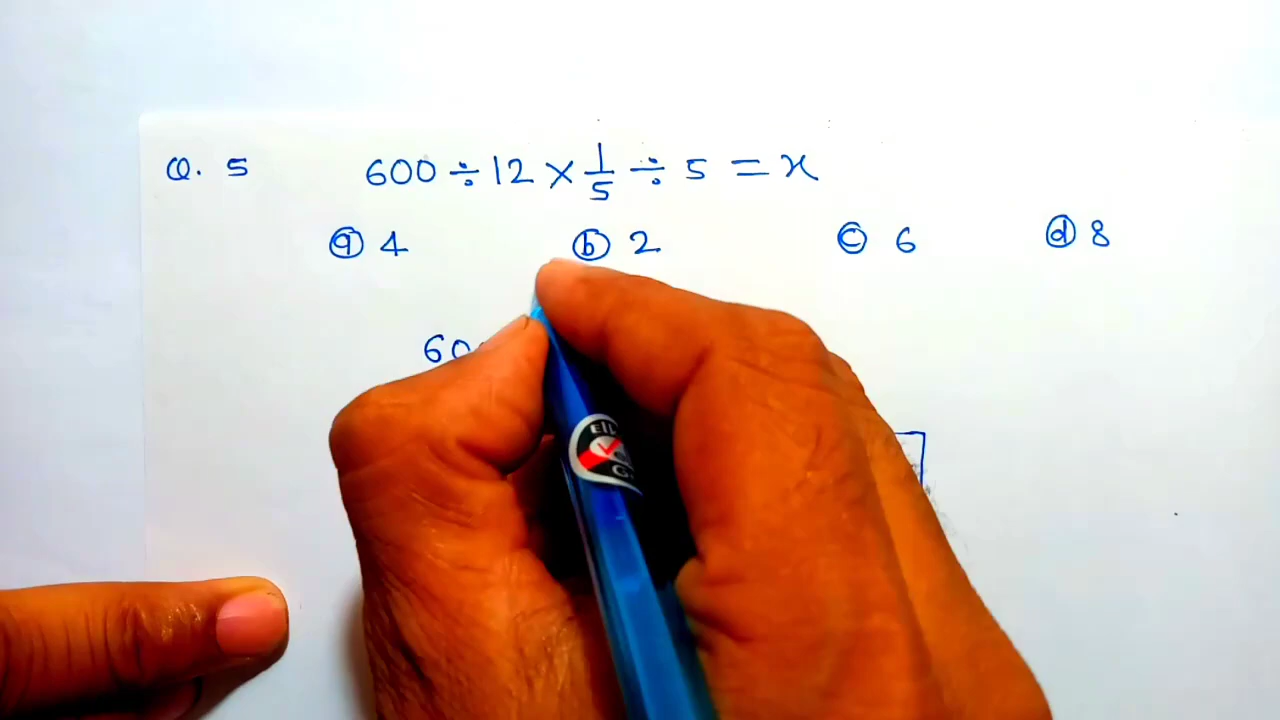 Q. 5 600 ÷ 12 × 1/5 ÷ 5 = x
ⓐ 4 ⓑ 2 ⓒ 6 ⓓ 8